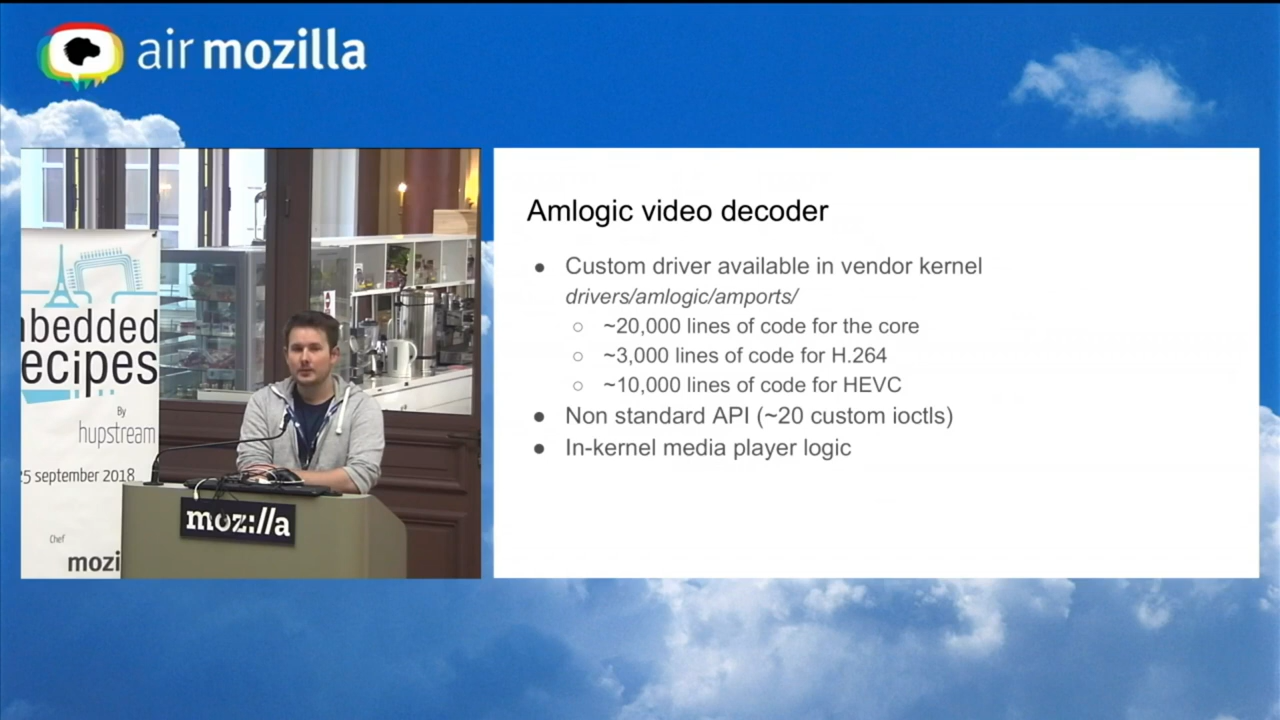 air mozilla
Amlogic video decoder
● Custom driver available in vendor kernel
drivers/amlogic/amports/
○ ~20,000 lines of code for the core
○ ~3,000 lines of code for H.264
○ ~10,000 lines of code for HEVC
● Non standard API (~20 custom ioctls)
● In-kernel media player logic
bedded
ecipes
By
hupstream
25 september 2018
Chef
mozi
moz://a